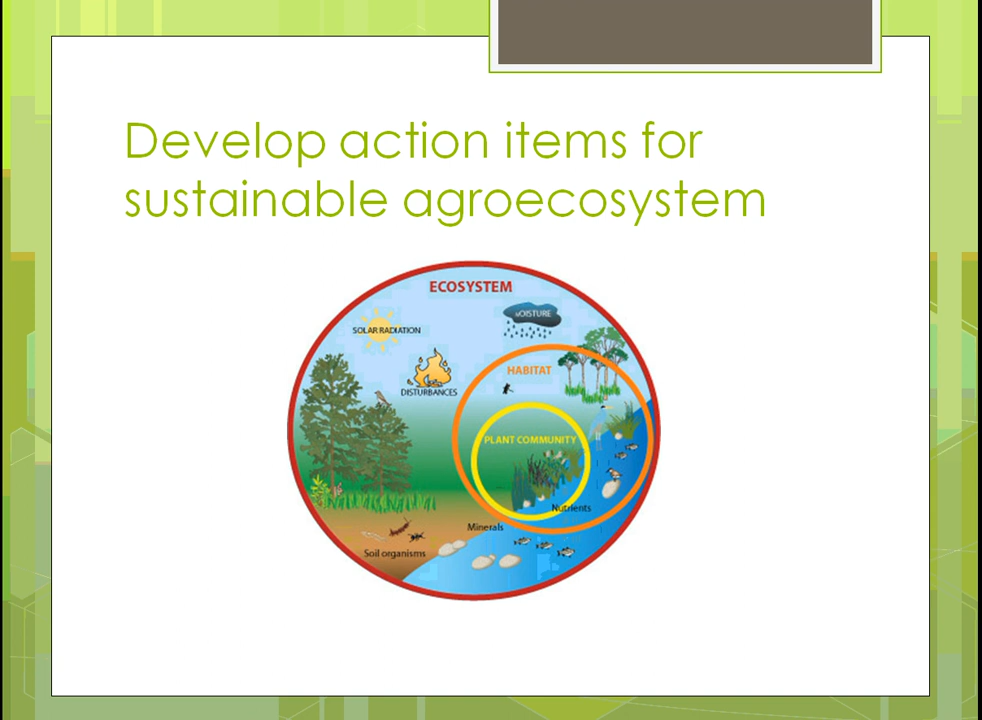 Develop action items for
sustainable agroecosystem
ECOSYSTEM
MOISTURE
SOLAR RADIATION
HABITAT
DISTURBANCES
PLANT COMMUNITY
Nutrients
Minerals
Soil organisms